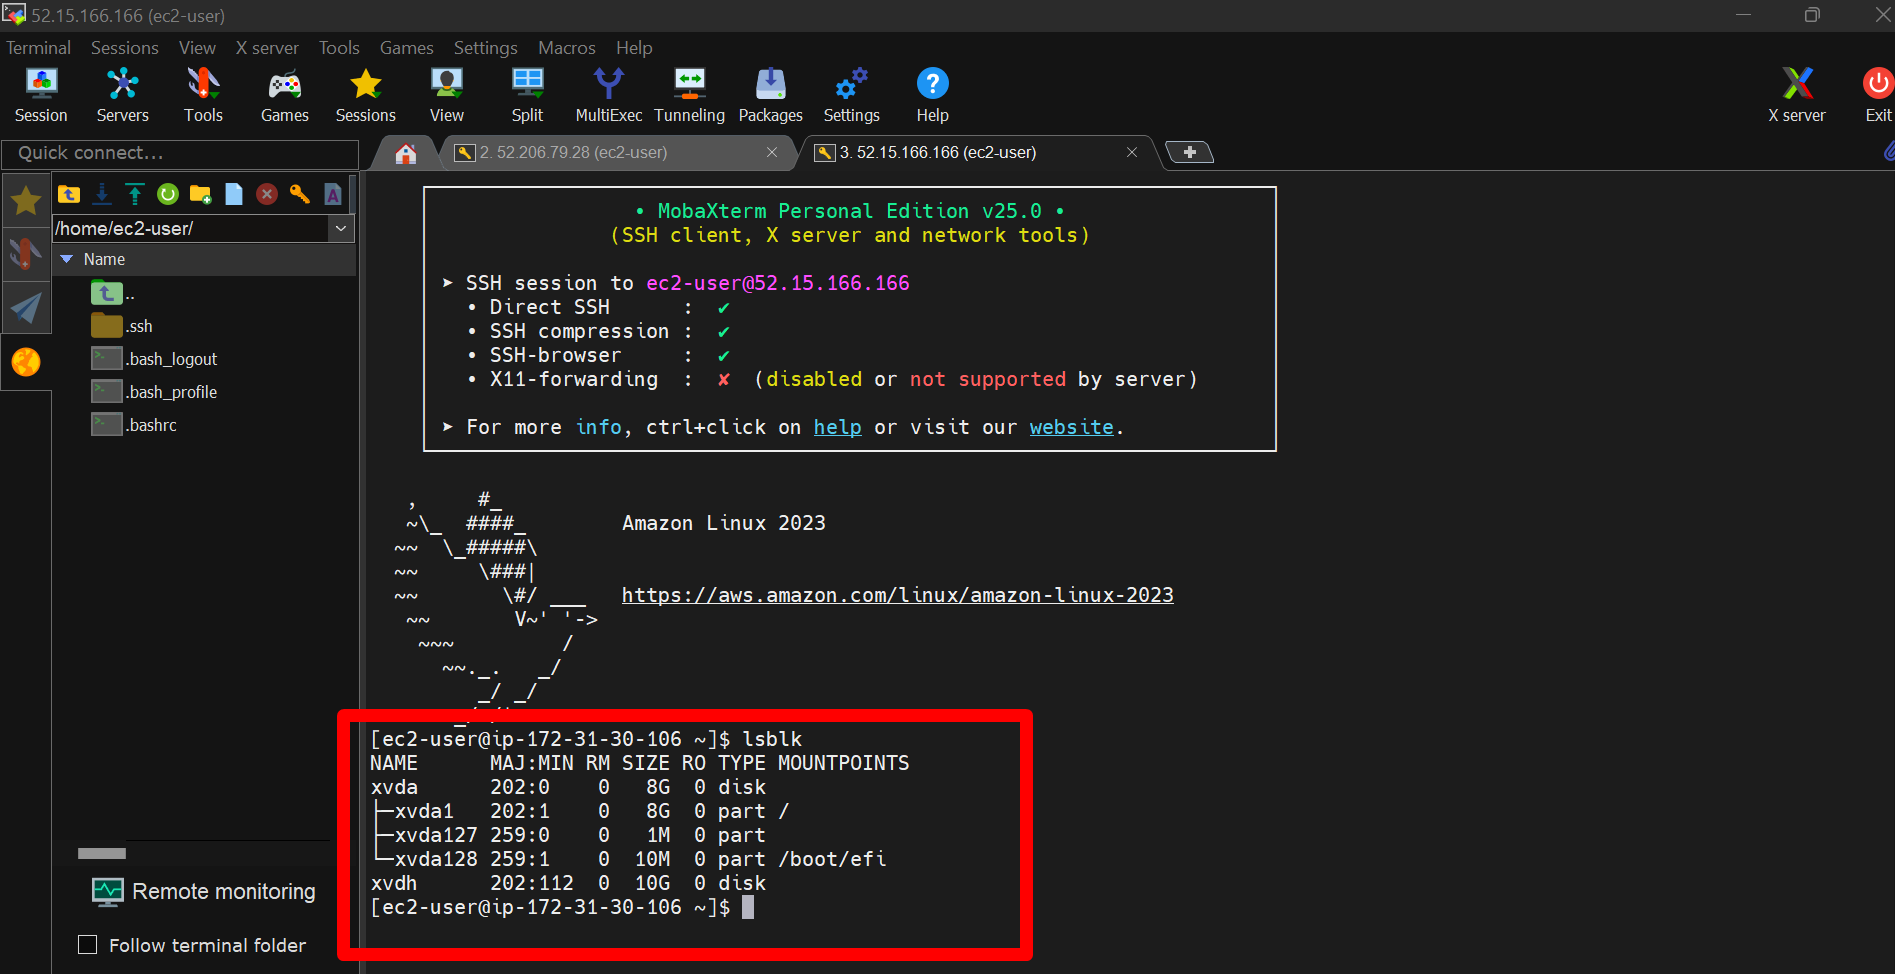 52.15.166.166 (ec2-user)
Terminal Sessions View X server Tools Games Settings Macros Help
Session Servers Tools Games Sessions View Split MultiExec Tunneling Packages Settings Help X server Exit
Quick connect...
2. 52.206.79.28 (ec2-user)
3. 52.15.166.166 (ec2-user)
/home/ec2-user/
Name
..
.ssh
.bash_logout
.bash_profile
.bashrc
Remote monitoring
Follow terminal folder
• MobaXterm Personal Edition v25.0 •
(SSH client, X server and network tools)
➤ SSH session to ec2-user@52.15.166.166
• Direct SSH : ✔
• SSH compression : ✔
• SSH-browser : ✔
• X11-forwarding : ✘ (disabled or not supported by server)
➤ For more info, ctrl+click on help or visit our website.
,     #_
~\_  ####_        Amazon Linux 2023
~~  \_#####\
~~     \###|
~~       \#/ ___   https://aws.amazon.com/linux/amazon-linux-2023
~~       V~' '->
~~~         /
~~._.   _/
_/ _/
[ec2-user@ip-172-31-30-106 ~]$ lsblk
NAME      MAJ:MIN RM SIZE RO TYPE MOUNTPOINTS
xvda      202:0    0   8G  0 disk
├─xvda1   202:1    0   8G  0 part /
├─xvda127 259:0    0   1M  0 part
└─xvda128 259:1    0  10M  0 part /boot/efi
xvdh      202:112  0  10G  0 disk
[ec2-user@ip-172-31-30-106 ~]$